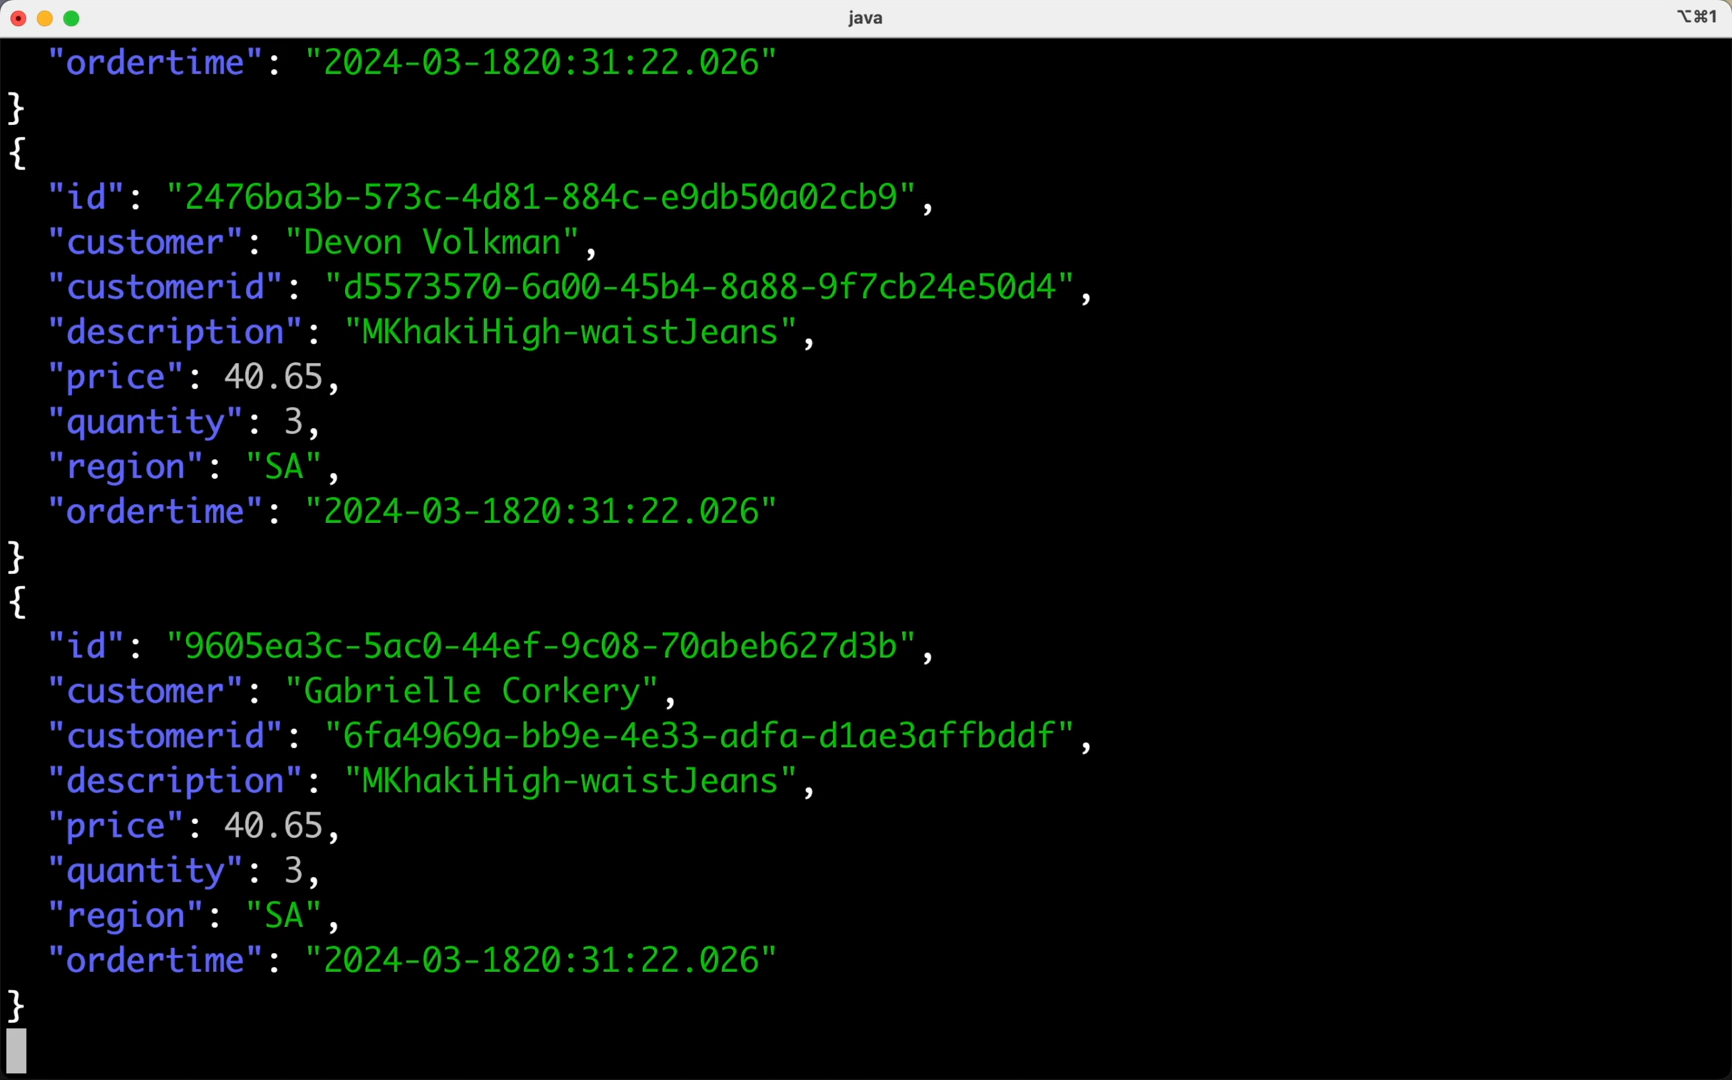 java
⌥⌘1
"ordertime": "2024-03-1820:31:22.026"
}
{
"id": "2476ba3b-573c-4d81-884c-e9db50a02cb9",
"customer": "Devon Volkman",
"customerid": "d5573570-6a00-45b4-8a88-9f7cb24e50d4",
"description": "MKhakiHigh-waistJeans",
"price": 40.65,
"quantity": 3,
"region": "SA",
"ordertime": "2024-03-1820:31:22.026"
}
{
"id": "9605ea3c-5ac0-44ef-9c08-70abeb627d3b",
"customer": "Gabrielle Corkery",
"customerid": "6fa4969a-bb9e-4e33-adfa-d1ae3affbddf",
"description": "MKhakiHigh-waistJeans",
"price": 40.65,
"quantity": 3,
"region": "SA",
"ordertime": "2024-03-1820:31:22.026"
}